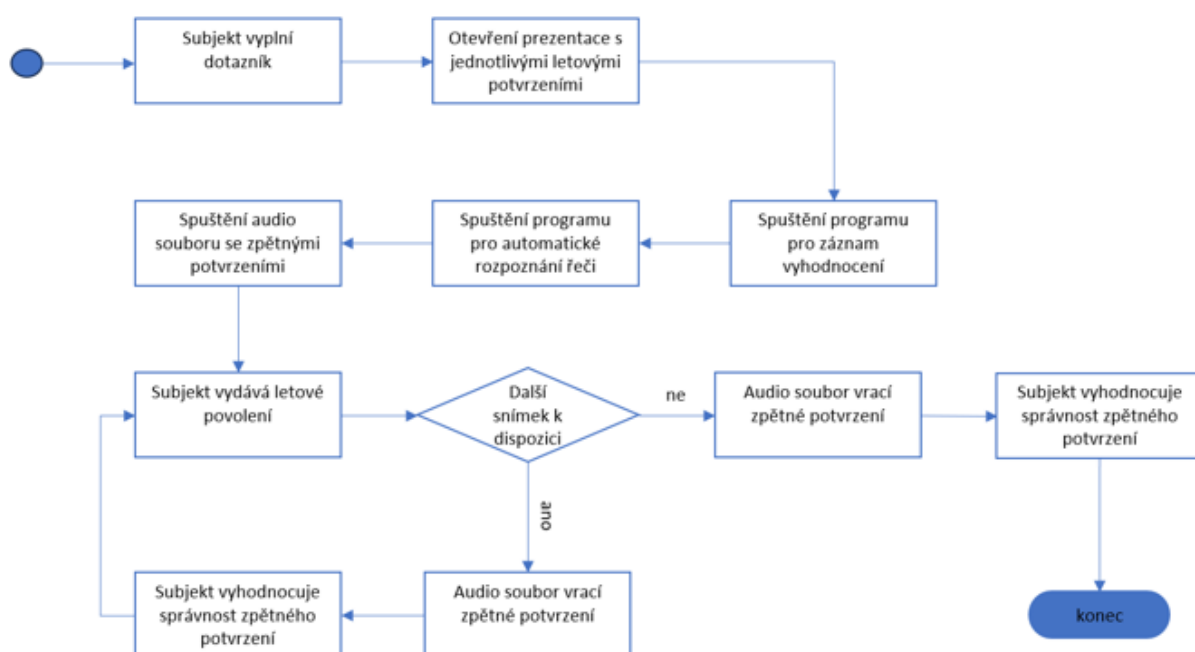 Subjekt vyplní
dotazník
Otevření prezentace s
jednotlivými letovými
potvrzeními
Spuštění audio
souboru se zpětnými
potvrzeními
Spuštění programu
pro automatické
rozpoznání řeči
Spuštění programu
pro záznam
vyhodnocení
Subjekt vydává letové
povolení
Další
snímek k
dispozici
ne
Audio soubor vrací
zpětné potvrzení
Subjekt vyhodnocuje
správnost zpětného
potvrzení
ano
Subjekt vyhodnocuje
správnost zpětného
potvrzení
Audio soubor vrací
zpětné potvrzení
konec